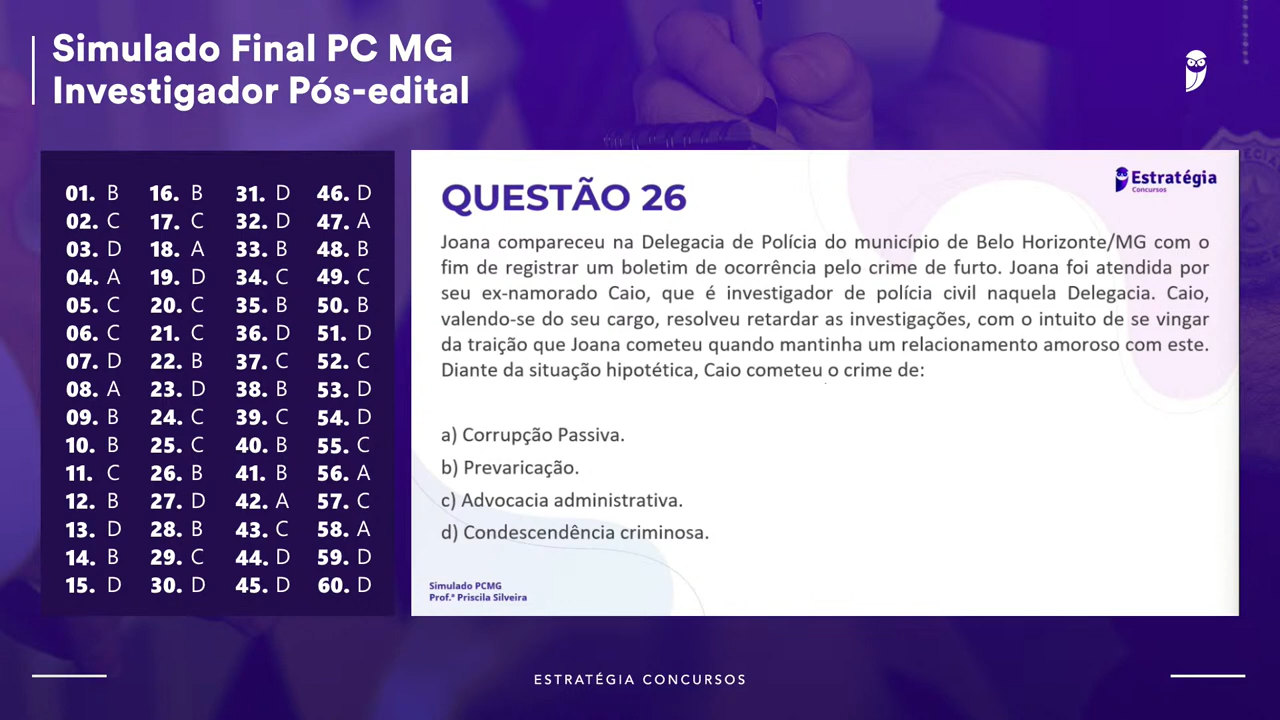 Simulado Final PC MG
Investigador Pós-edital
01. B 16. B 31. D 46. D
02. C 17. C 32. D 47. A
03. D 18. A 33. B 48. B
04. A 19. D 34. C 49. C
05. C 20. C 35. B 50. B
06. C 21. C 36. D 51. D
07. D 22. B 37. C 52. C
08. A 23. D 38. B 53. D
09. B 24. C 39. C 54. D
10. B 25. C 40. B 55. C
11. C 26. B 41. B 56. A
12. B 27. D 42. A 57. C
13. D 28. B 43. C 58. A
14. B 29. C 44. D 59. D
15. D 30. D 45. D 60. D
Estratégia
Concursos
QUESTÃO 26
Joana compareceu na Delegacia de Polícia do município de Belo Horizonte/MG com o
fim de registrar um boletim de ocorrência pelo crime de furto. Joana foi atendida por
seu ex-namorado Caio, que é investigador de polícia civil naquela Delegacia. Caio,
valendo-se do seu cargo, resolveu retardar as investigações, com o intuito de se vingar
da traição que Joana cometeu quando mantinha um relacionamento amoroso com este.
Diante da situação hipotética, Caio cometeu o crime de:
a) Corrupção Passiva.
b) Prevaricação.
c) Advocacia administrativa.
d) Condescendência criminosa.
Simulado PCMG
Prof.ª Priscila Silveira
ESTRATÉGIA CONCURSOS